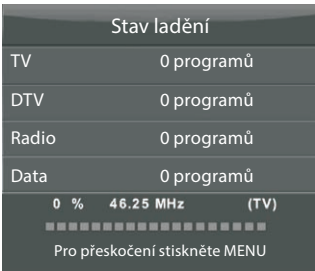 Stav ladění
TV 0 programů
DTV 0 programů
Radio 0 programů
Data 0 programů
0 % 46.25 MHz (TV)
Pro přeskočení stiskněte MENU